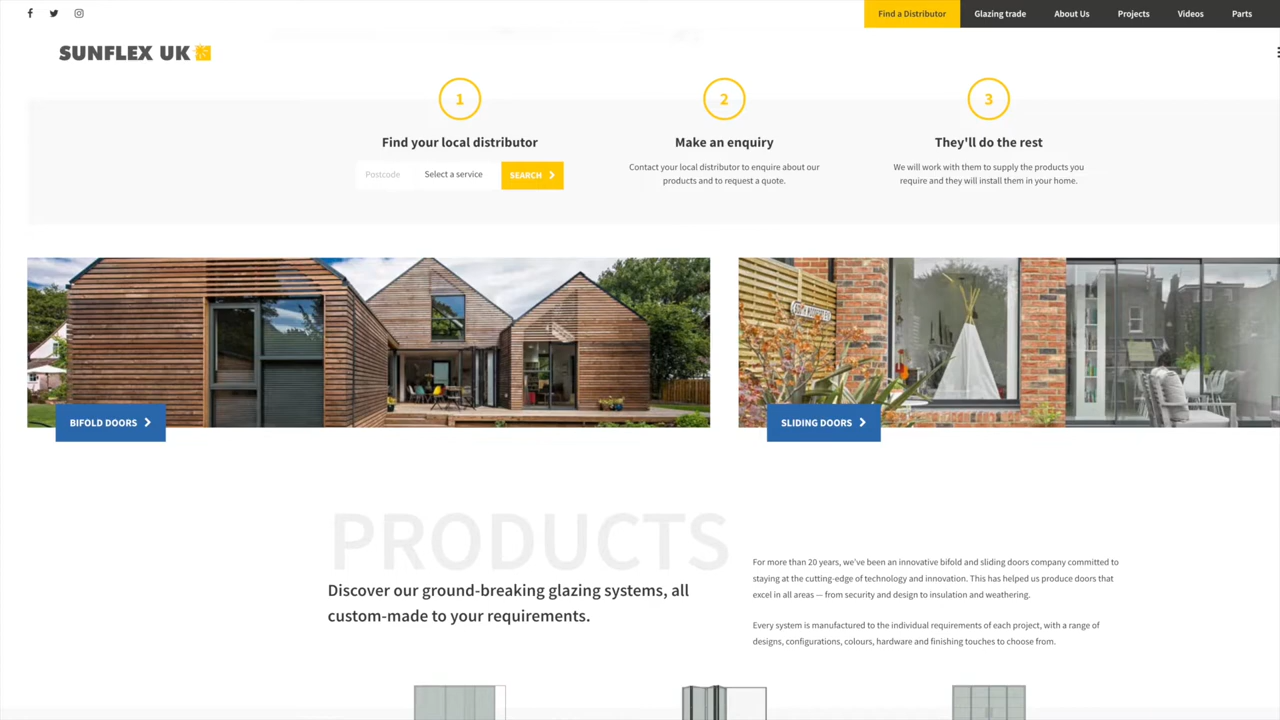 Find a Distributor
Glazing trade
About Us
Projects
Videos
Parts
SUNFLEX UK
1
2
3
Find your local distributor
Make an enquiry
They'll do the rest
Postcode
Select a service
SEARCH
Contact your local distributor to enquire about our
products and to request a quote.
We will work with them to supply the products you
require and they will install them in your home.
BIFOLD DOORS
SLIDING DOORS
PRODUCTS
Discover our ground-breaking glazing systems, all
custom-made to your requirements.
For more than 20 years, we've been an innovative bifold and sliding doors company committed to
staying at the cutting-edge of technology and innovation. This has helped us produce doors that
excel in all areas — from security and design to insulation and weathering.
Every system is manufactured to the individual requirements of each project, with a range of
designs, configurations, colours, hardware and finishing touches to choose from.